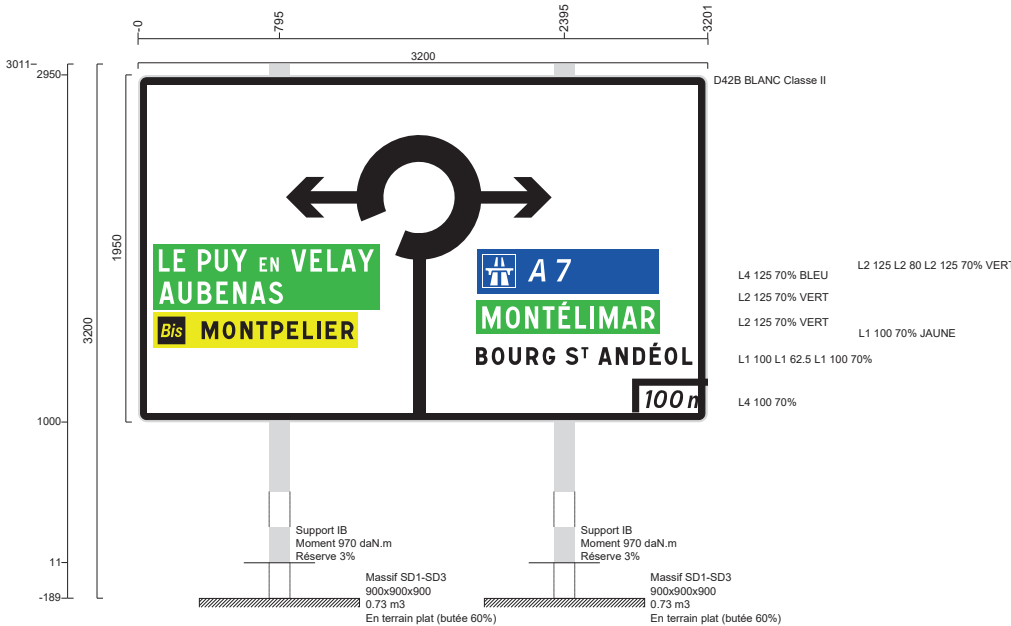 -0
795
2395
3201
3200
3011
2950
D42B BLANC Classe II
1950
3200
LE PUY EN VELAY
AUBENAS
Bis MONTPELIER
A 7
MONTÉLIMAR
BOURG ST ANDÉOL
100 m
L2 125 L2 80 L2 125 70% VERT
L4 125 70% BLEU
L2 125 70% VERT
L2 125 70% VERT
L1 100 70% JAUNE
L1 100 L1 62.5 L1 100 70%
L4 100 70%
1000
Support IB
Moment 970 daN.m
Réserve 3%
Support IB
Moment 970 daN.m
Réserve 3%
11
-189
Massif SD1-SD3
900x900x900
0.73 m3
En terrain plat (butée 60%)
Massif SD1-SD3
900x900x900
0.73 m3
En terrain plat (butée 60%)